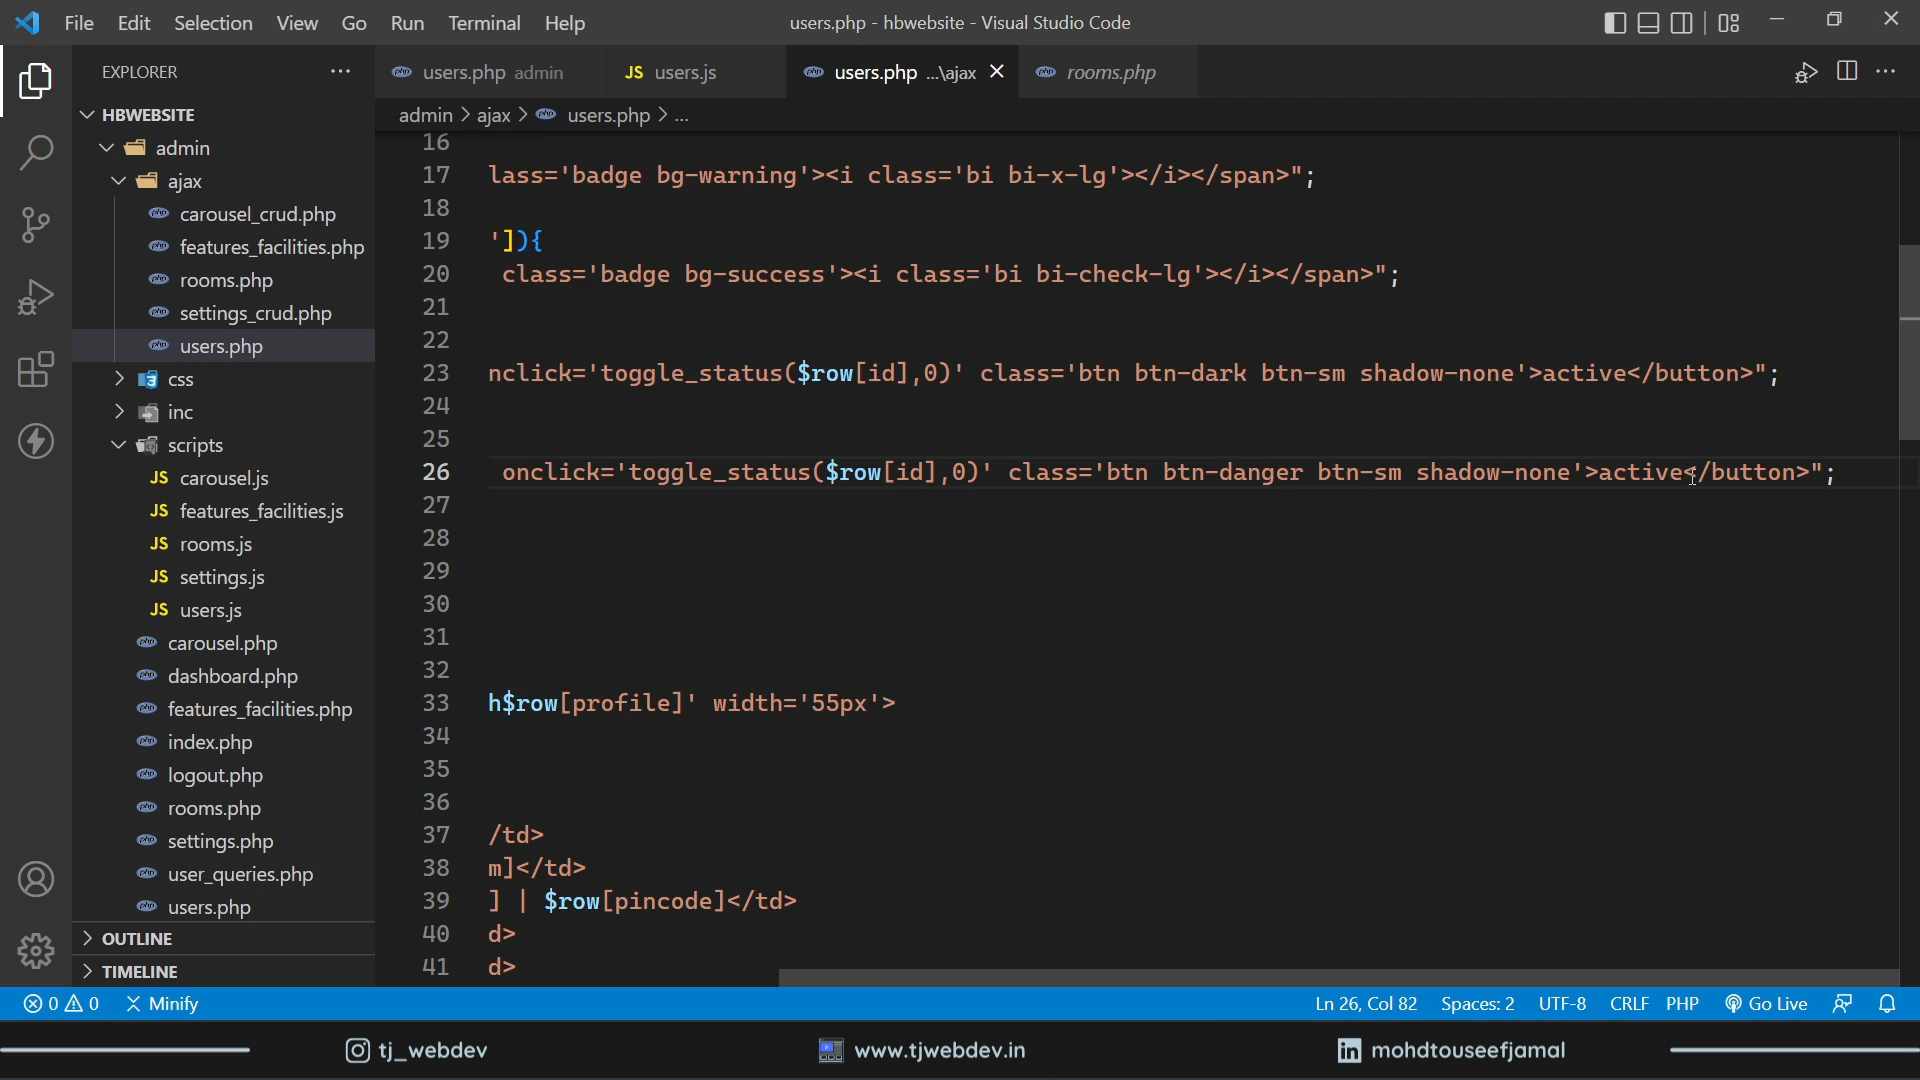 File Edit Selection View Go Run Terminal Help
users.php - hbwebsite - Visual Studio Code
EXPLORER
HBWEBSITE
admin
ajax
carousel_crud.php
features_facilities.php
rooms.php
settings_crud.php
users.php
css
inc
scripts
carousel.js
features_facilities.js
rooms.js
settings.js
users.js
carousel.php
dashboard.php
features_facilities.php
index.php
logout.php
rooms.php
settings.php
user_queries.php
users.php
OUTLINE
TIMELINE
users.php admin
JS users.js
users.php ...\ajax
rooms.php
admin > ajax > users.php > ...
16
17 lass='badge bg-warning'><i class='bi bi-x-lg'></i></span>";
18
19 ']){
20 class='badge bg-success'><i class='bi bi-check-lg'></i></span>";
21
22
23 nclick='toggle_status($row[id],0)' class='btn btn-dark btn-sm shadow-none'>active</button>";
24
25
26 onclick='toggle_status($row[id],0)' class='btn btn-danger btn-sm shadow-none'>active</button>";
27
28
29
30
31
32
33 h$row[profile]' width='55px'>
34
35
36
37 /td>
38 m]</td>
39 ] | $row[pincode]</td>
40 d>
41 d>
0 0 Minify
Ln 26, Col 82 Spaces: 2 UTF-8 CRLF PHP Go Live
tj_webdev
www.tjwebdev.in
in mohdtouseefjamal